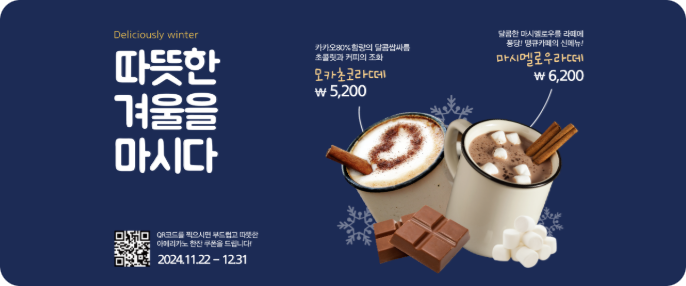 Deliciously winter
따뜻한
겨울을
마시다
카카오80% 함량의 달콤쌉싸름
초콜릿과 커피의 조화
모카초코라떼
₩ 5,200
달콤한 마시멜로우를 라떼에
퐁당! 땡큐카페의 신메뉴!
마시멜로우라떼
₩ 6,200
QR코드를 찍으시면 부드럽고 따뜻한
아메리카노 한잔 쿠폰을 드립니다!
2024.11.22 – 12.31